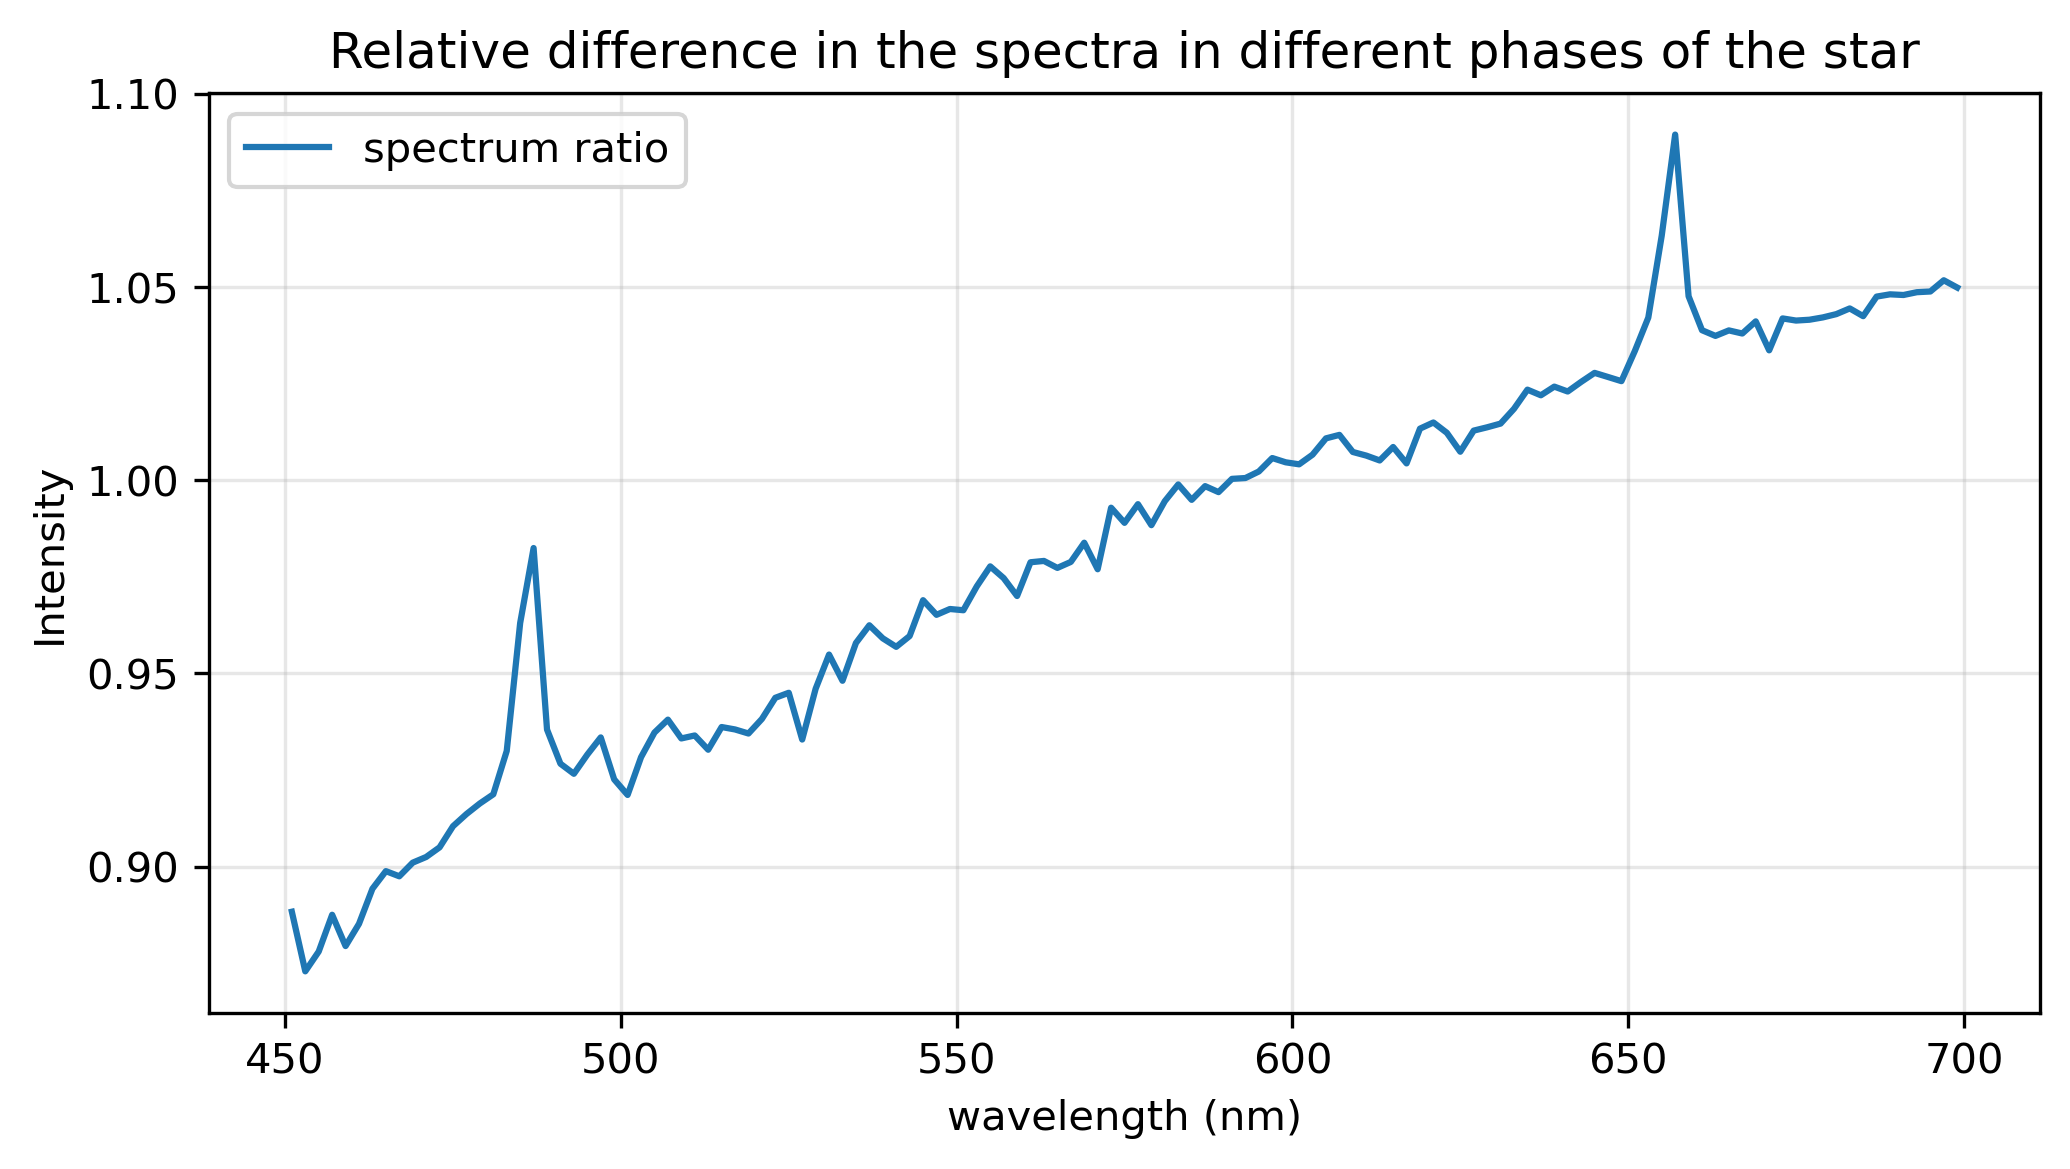 Relative difference in the spectra in different phases of the star
spectrum ratio
Intensity
1.10
1.05
1.00
0.95
0.90
450 500 550 600 650 700
wavelength (nm)